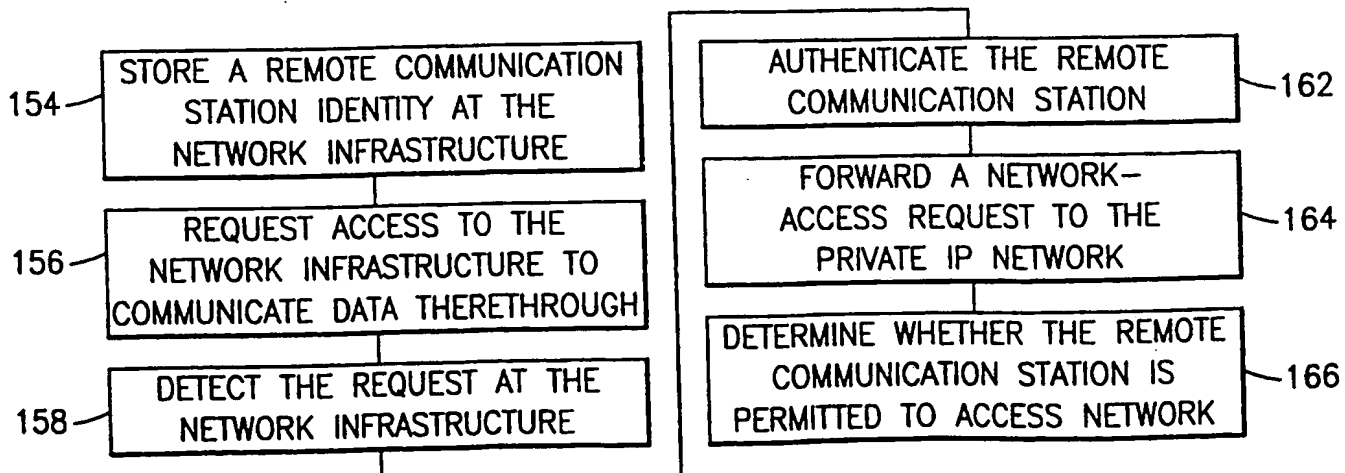 154
STORE A REMOTE COMMUNICATION
STATION IDENTITY AT THE
NETWORK INFRASTRUCTURE
156
REQUEST ACCESS TO THE
NETWORK INFRASTRUCTURE TO
COMMUNICATE DATA THERETHROUGH
158
DETECT THE REQUEST AT THE
NETWORK INFRASTRUCTURE
AUTHENTICATE THE REMOTE
COMMUNICATION STATION
162
FORWARD A NETWORK–
ACCESS REQUEST TO THE
PRIVATE IP NETWORK
164
DETERMINE WHETHER THE REMOTE
COMMUNICATION STATION IS
PERMITTED TO ACCESS NETWORK
166